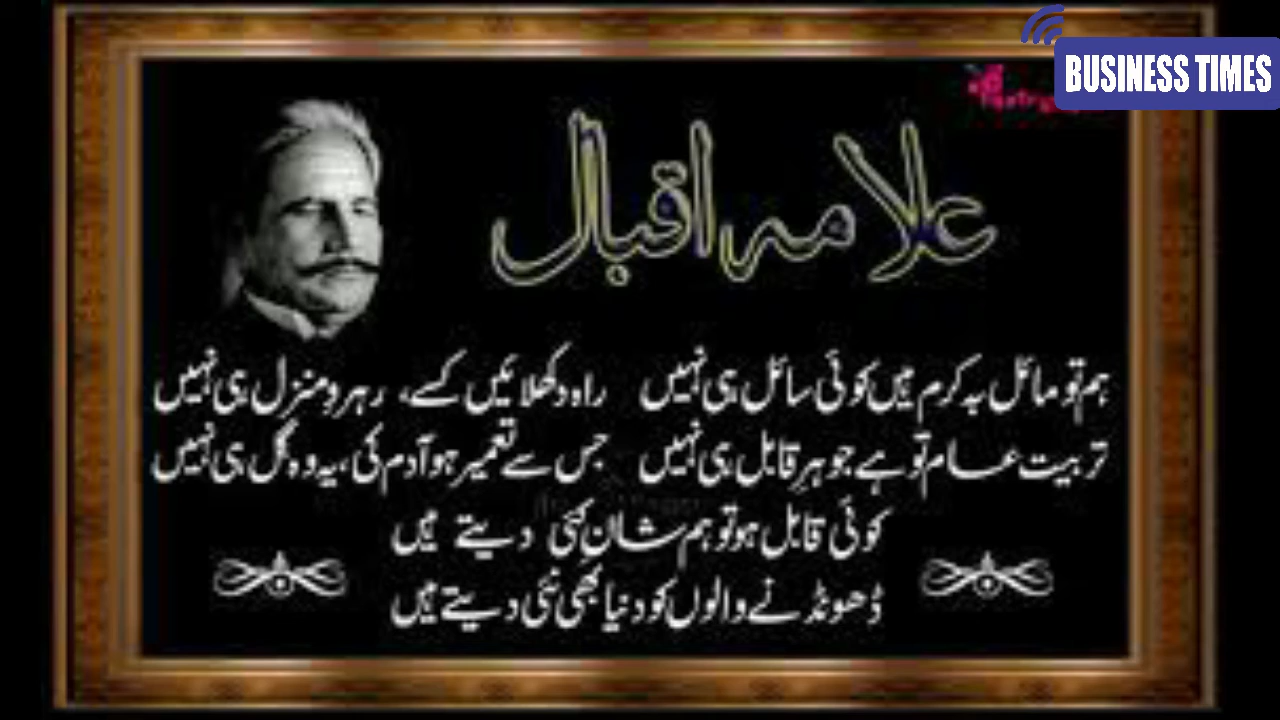 BUSINESS TIMES
علامہ اقبال
ہم تو مائل بہ کرم ہیں کوئی سائل ہی نہیں راہ دکھلائیں کسے، رہروِ منزل ہی نہیں
تربیت عام تو ہے جوہرِ قابل ہی نہیں جس سے تعمیر ہو آدم کی، یہ وہ گل ہی نہیں
کوئی قابل ہو تو ہم شانِ کئی دیتے ہیں
ڈھونڈنے والوں کو دنیا بھی نئی دیتے ہیں